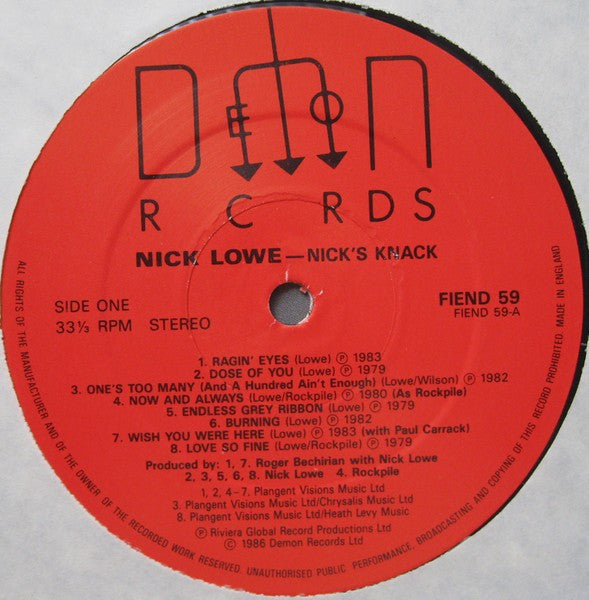 DEMON
RECORDS
NICK LOWE—NICK'S KNACK
SIDE ONE
33⅓ RPM STEREO
FIEND 59
FIEND 59-A
1. RAGIN' EYES (Lowe) Ⓟ 1983
2. DOSE OF YOU (Lowe) Ⓟ 1979
3. ONE'S TOO MANY (And A Hundred Ain't Enough) (Lowe/Wilson) Ⓟ 1982
4. NOW AND ALWAYS (Lowe/Rockpile) Ⓟ 1980 (As Rockpile)
5. ENDLESS GREY RIBBON (Lowe) Ⓟ 1979
6. BURNING (Lowe) Ⓟ 1982
7. WISH YOU WERE HERE (Lowe) Ⓟ 1983 (with Paul Carrack)
8. LOVE SO FINE (Lowe/Rockpile) Ⓟ 1979
Produced by: 1, 7. Roger Bechirian with Nick Lowe
2, 3, 5, 6, 8. Nick Lowe 4. Rockpile
1, 2, 4-7. Plangent Visions Music Ltd
3. Plangent Visions Music Ltd/Chrysalis Music Ltd
8. Plangent Visions Music Ltd/Heath Levy Music
Ⓟ Riviera Global Record Productions Ltd
© 1986 Demon Records Ltd
ALL RIGHTS OF THE MANUFACTURER AND OF THE OWNER OF THE RECORDED WORK RESERVED. UNAUTHORISED PUBLIC PERFORMANCE, BROADCASTING AND COPYING OF THIS RECORD PROHIBITED. MADE IN ENGLAND